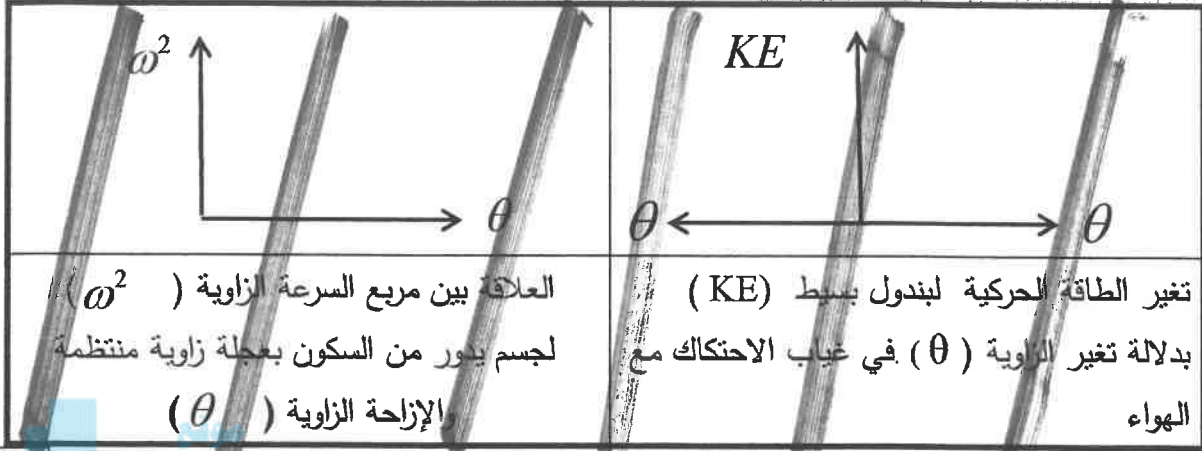 KE
θ θ
تغير الطاقة الحركية لبندول بسيط (KE)
بدلالة تغير الزاوية (θ) في غياب الاحتكاك مع
الهواء
ω²
θ
العلاقة بين مربع السرعة الزاوية (ω²)
لجسم يدور من السكون بعجلة زاوية منتظمة
والإزاحة الزاوية (θ)